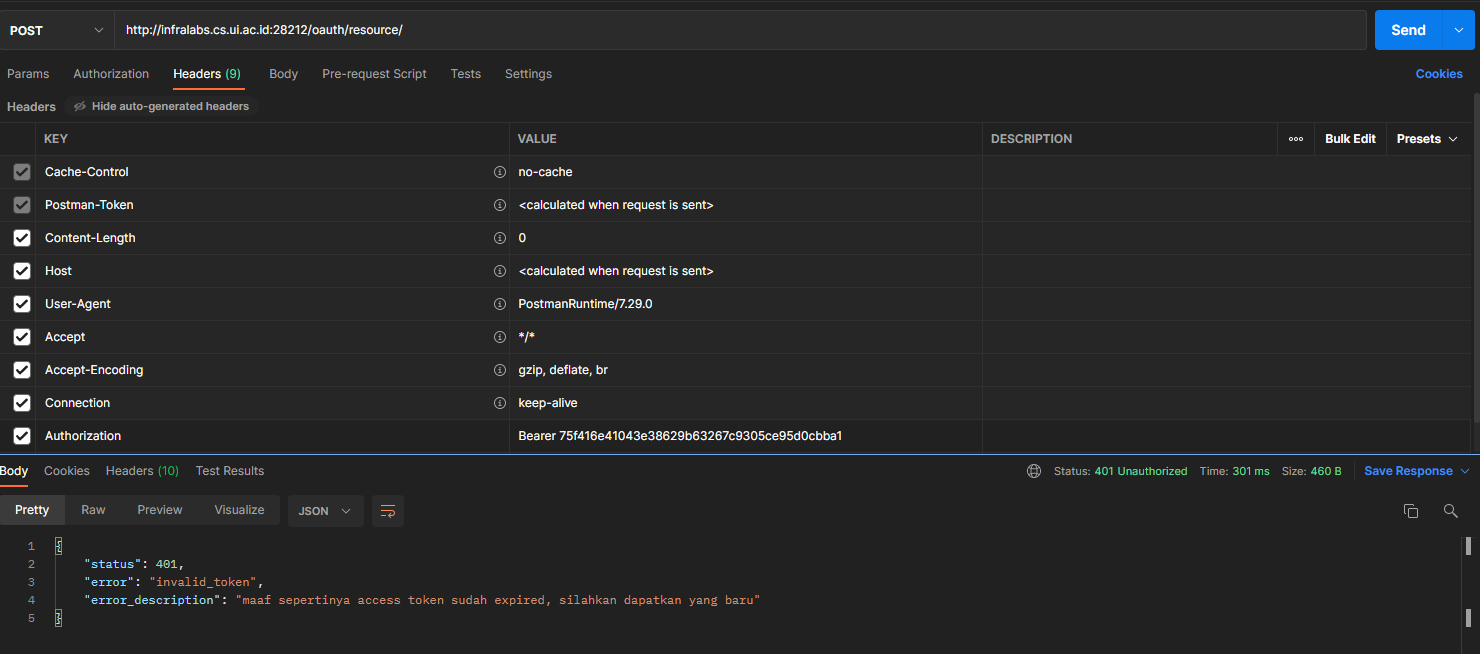 POST http://infralabs.cs.ui.ac.id:28212/oauth/resource/ Send
Params Authorization Headers (9) Body Pre-request Script Tests Settings Cookies
Headers Hide auto-generated headers
KEY VALUE DESCRIPTION ooo Bulk Edit Presets
Cache-Control no-cache
Postman-Token <calculated when request is sent>
Content-Length 0
Host <calculated when request is sent>
User-Agent PostmanRuntime/7.29.0
Accept */*
Accept-Encoding gzip, deflate, br
Connection keep-alive
Authorization Bearer 75f416e41043e38629b63267c9305ce95d0cbba1
Body Cookies Headers (10) Test Results Status: 401 Unauthorized Time: 301 ms Size: 460 B Save Response
Pretty Raw Preview Visualize JSON
1 {
2 "status": 401,
3 "error": "invalid_token",
4 "error_description": "maaf sepertinya access token sudah expired, silahkan dapatkan yang baru"
5 }